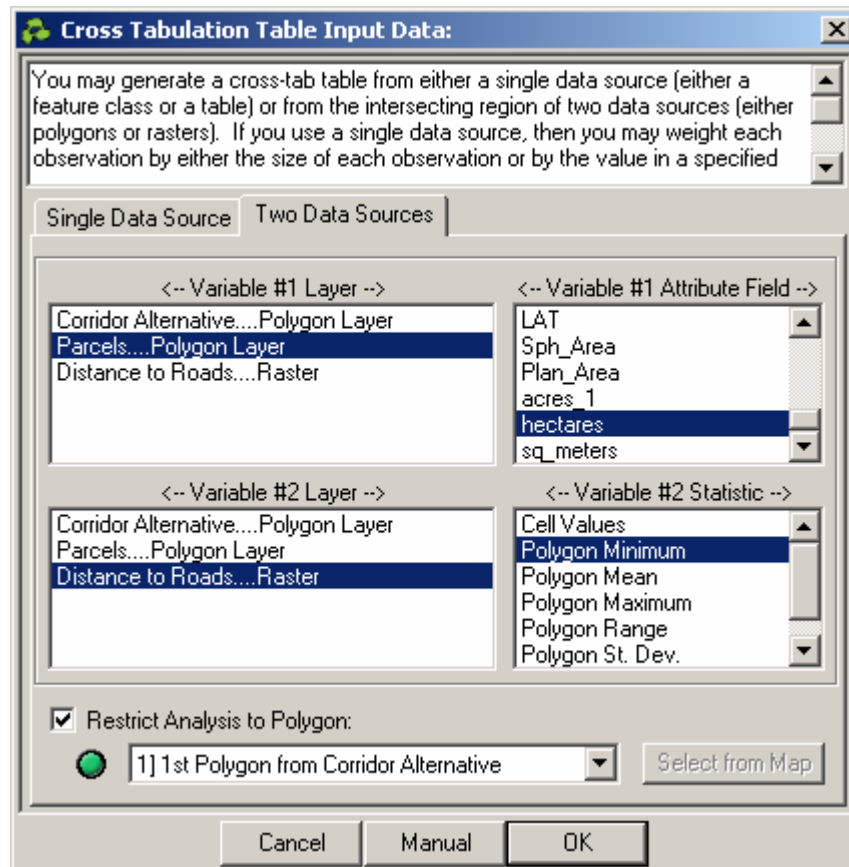 Cross Tabulation Table Input Data:
You may generate a cross-tab table from either a single data source (either a
feature class or a table) or from the intersecting region of two data sources (either
polygons or rasters).  If you use a single data source, then you may weight each
observation by either the size of each observation or by the value in a specified
Single Data Source
Two Data Sources
<-- Variable #1 Layer -->
Corridor Alternative....Polygon Layer
Parcels....Polygon Layer
Distance to Roads....Raster
<-- Variable #1 Attribute Field -->
LAT
Sph_Area
Plan_Area
acres_1
hectares
sq_meters
<-- Variable #2 Layer -->
Corridor Alternative....Polygon Layer
Parcels....Polygon Layer
Distance to Roads....Raster
<-- Variable #2 Statistic -->
Cell Values
Polygon Minimum
Polygon Mean
Polygon Maximum
Polygon Range
Polygon St. Dev.
Restrict Analysis to Polygon:
1] 1st Polygon from Corridor Alternative
Select from Map
Cancel
Manual
OK